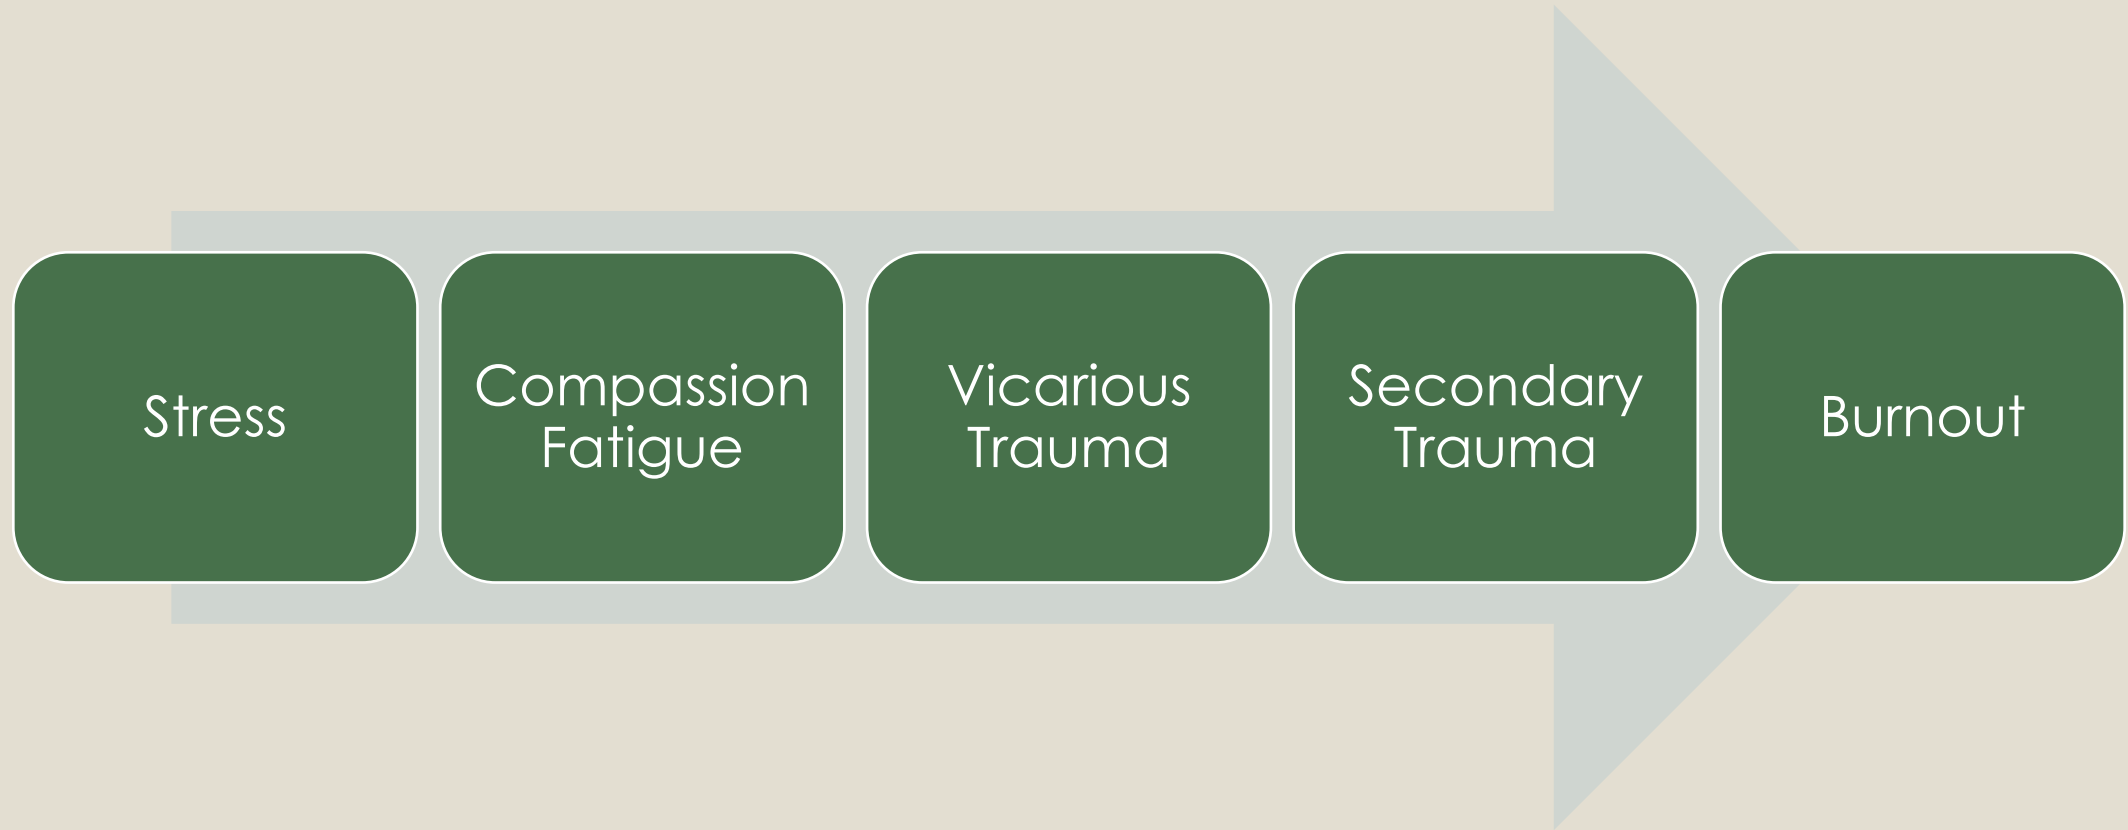 Stress
Compassion
Fatigue
Vicarious
Trauma
Secondary
Trauma
Burnout